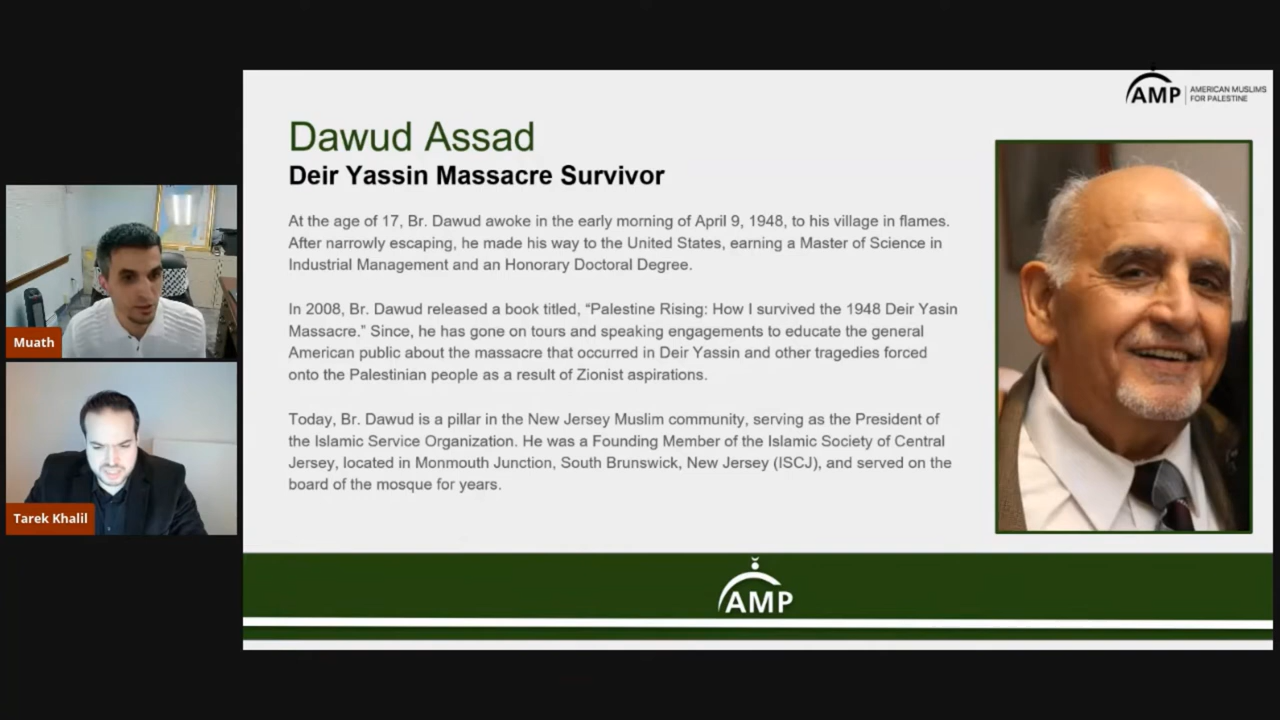 AMP AMERICAN MUSLIMS
FOR PALESTINE
Dawud Assad
Deir Yassin Massacre Survivor
At the age of 17, Br. Dawud awoke in the early morning of April 9, 1948, to his village in flames.
After narrowly escaping, he made his way to the United States, earning a Master of Science in
Industrial Management and an Honorary Doctoral Degree.
In 2008, Br. Dawud released a book titled, “Palestine Rising: How I survived the 1948 Deir Yasin
Massacre.” Since, he has gone on tours and speaking engagements to educate the general
American public about the massacre that occurred in Deir Yassin and other tragedies forced
onto the Palestinian people as a result of Zionist aspirations.
Today, Br. Dawud is a pillar in the New Jersey Muslim community, serving as the President of
the Islamic Service Organization. He was a Founding Member of the Islamic Society of Central
Jersey, located in Monmouth Junction, South Brunswick, New Jersey (ISCJ), and served on the
board of the mosque for years.
Muath
Tarek Khalil
AMP